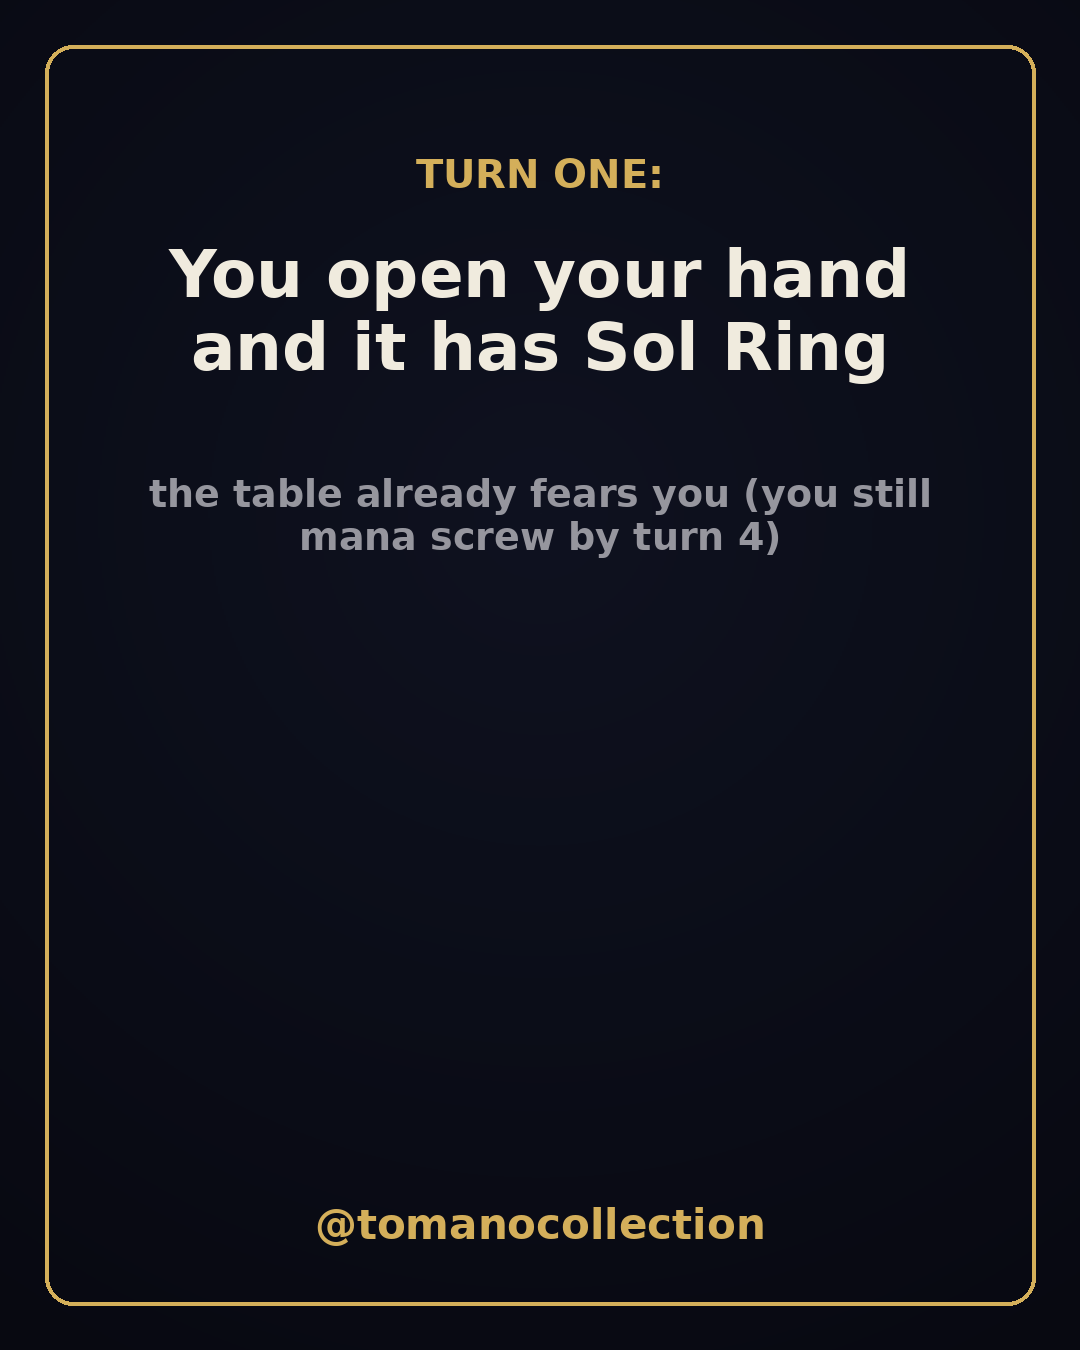 TURN ONE:
You open your hand
and it has Sol Ring
the table already fears you (you still
mana screw by turn 4)
@tomanocollection